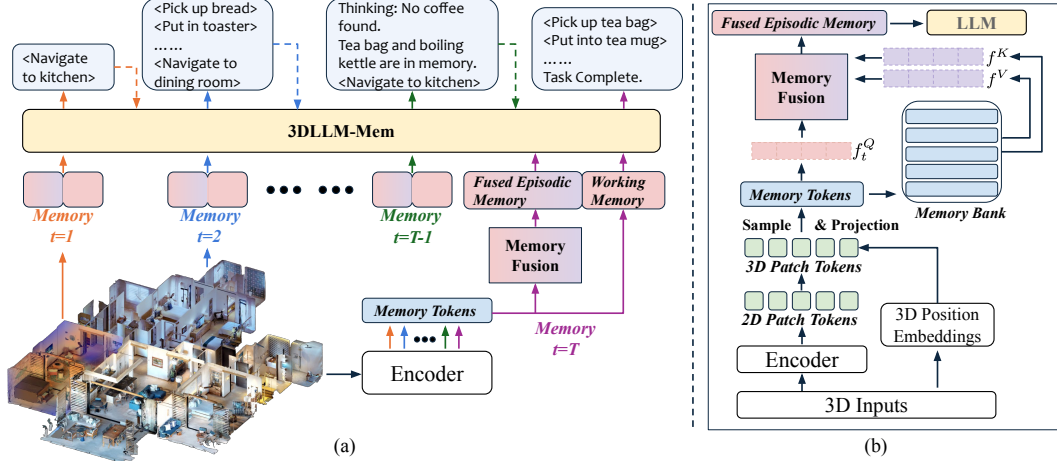 <Navigate
to kitchen>
<Pick up bread>
<Put in toaster>
......
<Navigate to
dining room>
Thinking: No coffee
found.
Tea bag and boiling
kettle are in memory.
<Navigate to kitchen>
<Pick up tea bag>
<Put into tea mug>
......
Task Complete.
3DLLM-Mem
Memory
t=1
Memory
t=2
Memory
t=T-1
Fused Episodic
Memory
Working
Memory
Memory
Fusion
Memory Tokens
Memory
t=T
Encoder
(a)
Fused Episodic Memory
LLM
Memory
Fusion
f^K
f^V
f_t^Q
Memory Tokens
Memory Bank
Sample & Projection
3D Patch Tokens
2D Patch Tokens
3D Position
Embeddings
Encoder
3D Inputs
(b)